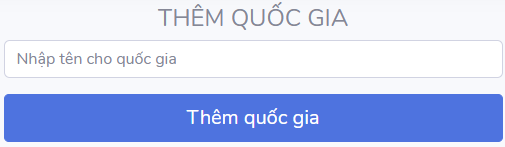 THÊM QUỐC GIA
Nhập tên cho quốc gia
Thêm quốc gia